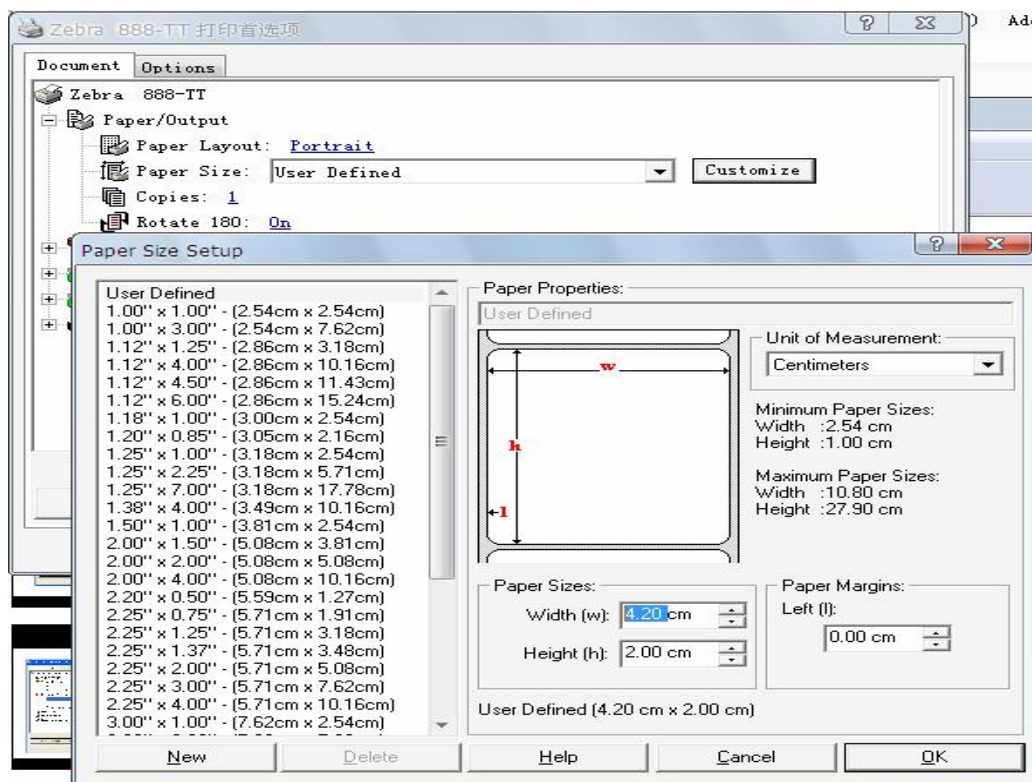 Zebra 888-TT 打印首选项
Document Options
Zebra 888-TT
Paper/Output
Paper Layout: Portrait
Paper Size: User Defined Customize
Copies: 1
Rotate 180: On
Paper Size Setup
User Defined
1.00'' x 1.00'' - (2.54cm x 2.54cm)
1.00'' x 3.00'' - (2.54cm x 7.62cm)
1.12'' x 1.25'' - (2.86cm x 3.18cm)
1.12'' x 4.00'' - (2.86cm x 10.16cm)
1.12'' x 4.50'' - (2.86cm x 11.43cm)
1.12'' x 6.00'' - (2.86cm x 15.24cm)
1.18'' x 1.00'' - (3.00cm x 2.54cm)
1.20'' x 0.85'' - (3.05cm x 2.16cm)
1.25'' x 1.00'' - (3.18cm x 2.54cm)
1.25'' x 2.25'' - (3.18cm x 5.71cm)
1.25'' x 7.00'' - (3.18cm x 17.78cm)
1.38'' x 4.00'' - (3.49cm x 10.16cm)
1.50'' x 1.00'' - (3.81cm x 2.54cm)
2.00'' x 1.50'' - (5.08cm x 3.81cm)
2.00'' x 2.00'' - (5.08cm x 5.08cm)
2.00'' x 4.00'' - (5.08cm x 10.16cm)
2.20'' x 0.50'' - (5.59cm x 1.27cm)
2.25'' x 0.75'' - (5.71cm x 1.91cm)
2.25'' x 1.25'' - (5.71cm x 3.18cm)
2.25'' x 1.37'' - (5.71cm x 3.48cm)
2.25'' x 2.00'' - (5.71cm x 5.08cm)
2.25'' x 3.00'' - (5.71cm x 7.62cm)
2.25'' x 4.00'' - (5.71cm x 10.16cm)
3.00'' x 1.00'' - (7.62cm x 2.54cm)
Paper Properties:
User Defined
w
h
l
Unit of Measurement:
Centimeters
Minimum Paper Sizes:
Width :2.54 cm
Height :1.00 cm
Maximum Paper Sizes:
Width :10.80 cm
Height :27.90 cm
Paper Sizes:
Width (w): 4.20 cm
Height (h): 2.00 cm
Paper Margins:
Left (l):
0.00 cm
User Defined (4.20 cm x 2.00 cm)
New Delete Help Cancel OK